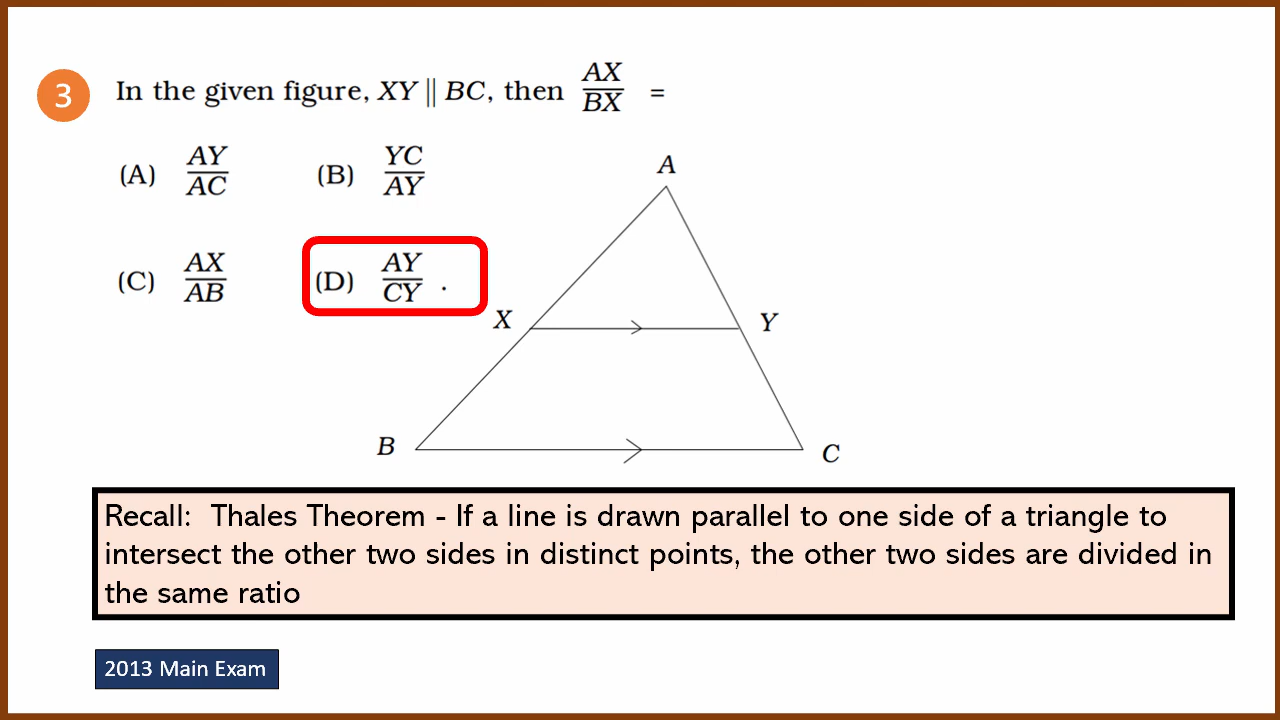 3 In the given figure, XY || BC, then AX/BX =
(A) AY/AC (B) YC/AY
(C) AX/AB (D) AY/CY .
A
X Y
B C
Recall: Thales Theorem - If a line is drawn parallel to one side of a triangle to
intersect the other two sides in distinct points, the other two sides are divided in
the same ratio
2013 Main Exam